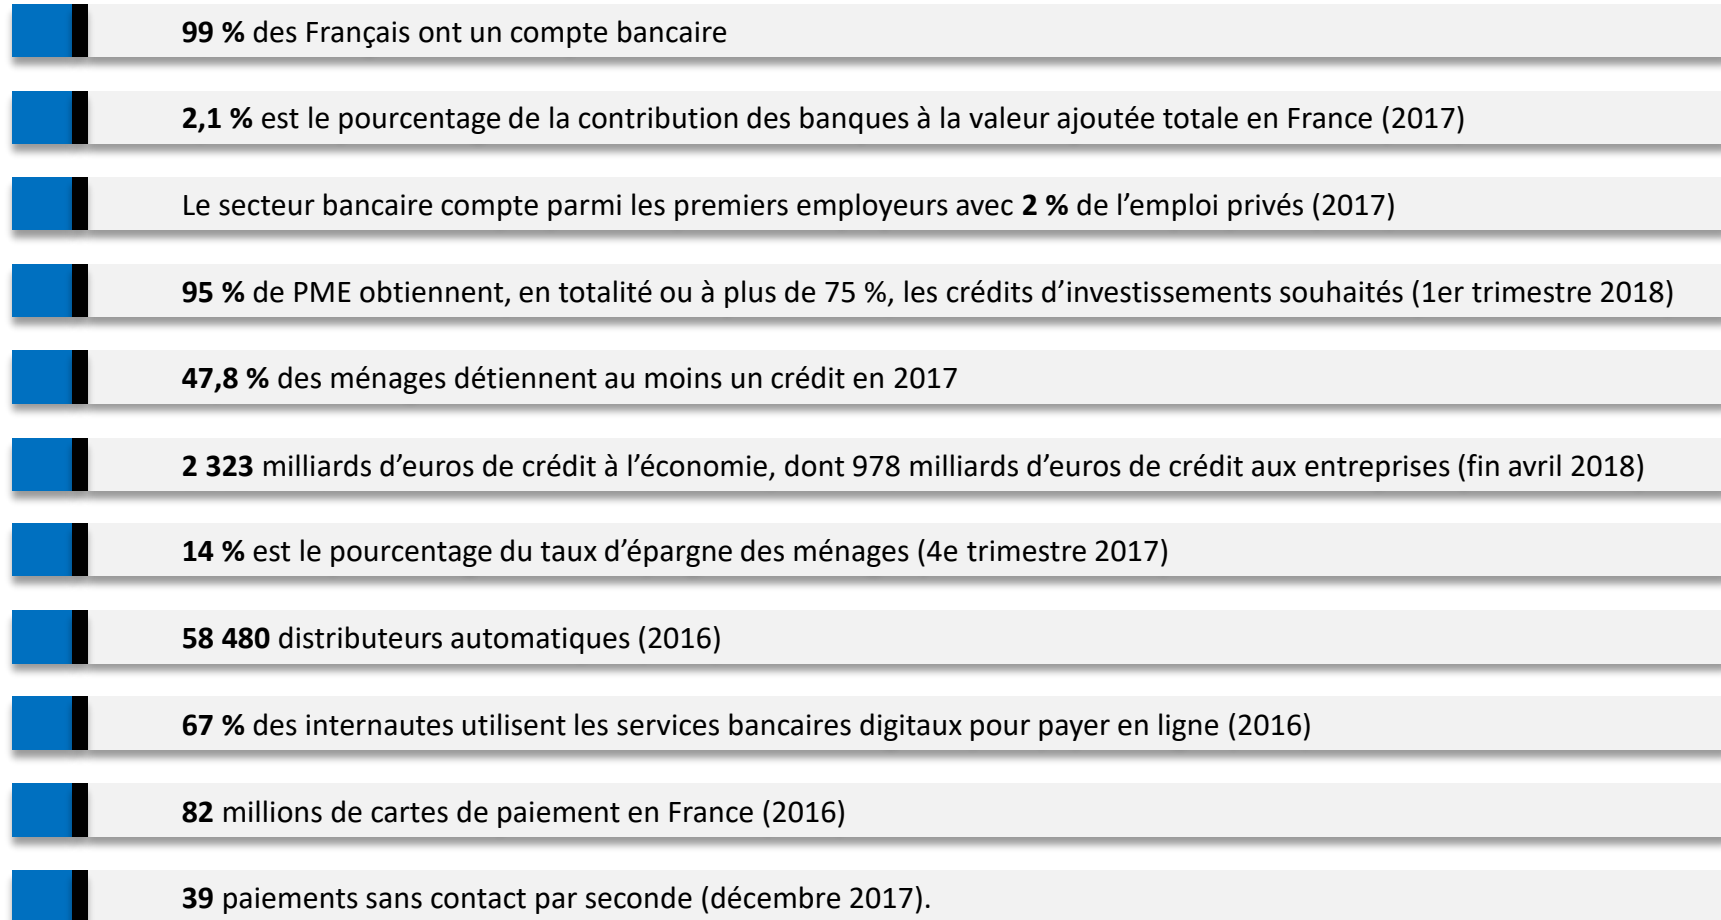 99 % des Français ont un compte bancaire
2,1 % est le pourcentage de la contribution des banques à la valeur ajoutée totale en France (2017)
Le secteur bancaire compte parmi les premiers employeurs avec 2 % de l’emploi privés (2017)
95 % de PME obtiennent, en totalité ou à plus de 75 %, les crédits d’investissements souhaités (1er trimestre 2018)
47,8 % des ménages détiennent au moins un crédit en 2017
2 323 milliards d’euros de crédit à l’économie, dont 978 milliards d’euros de crédit aux entreprises (fin avril 2018)
14 % est le pourcentage du taux d’épargne des ménages (4e trimestre 2017)
58 480 distributeurs automatiques (2016)
67 % des internautes utilisent les services bancaires digitaux pour payer en ligne (2016)
82 millions de cartes de paiement en France (2016)
39 paiements sans contact par seconde (décembre 2017).